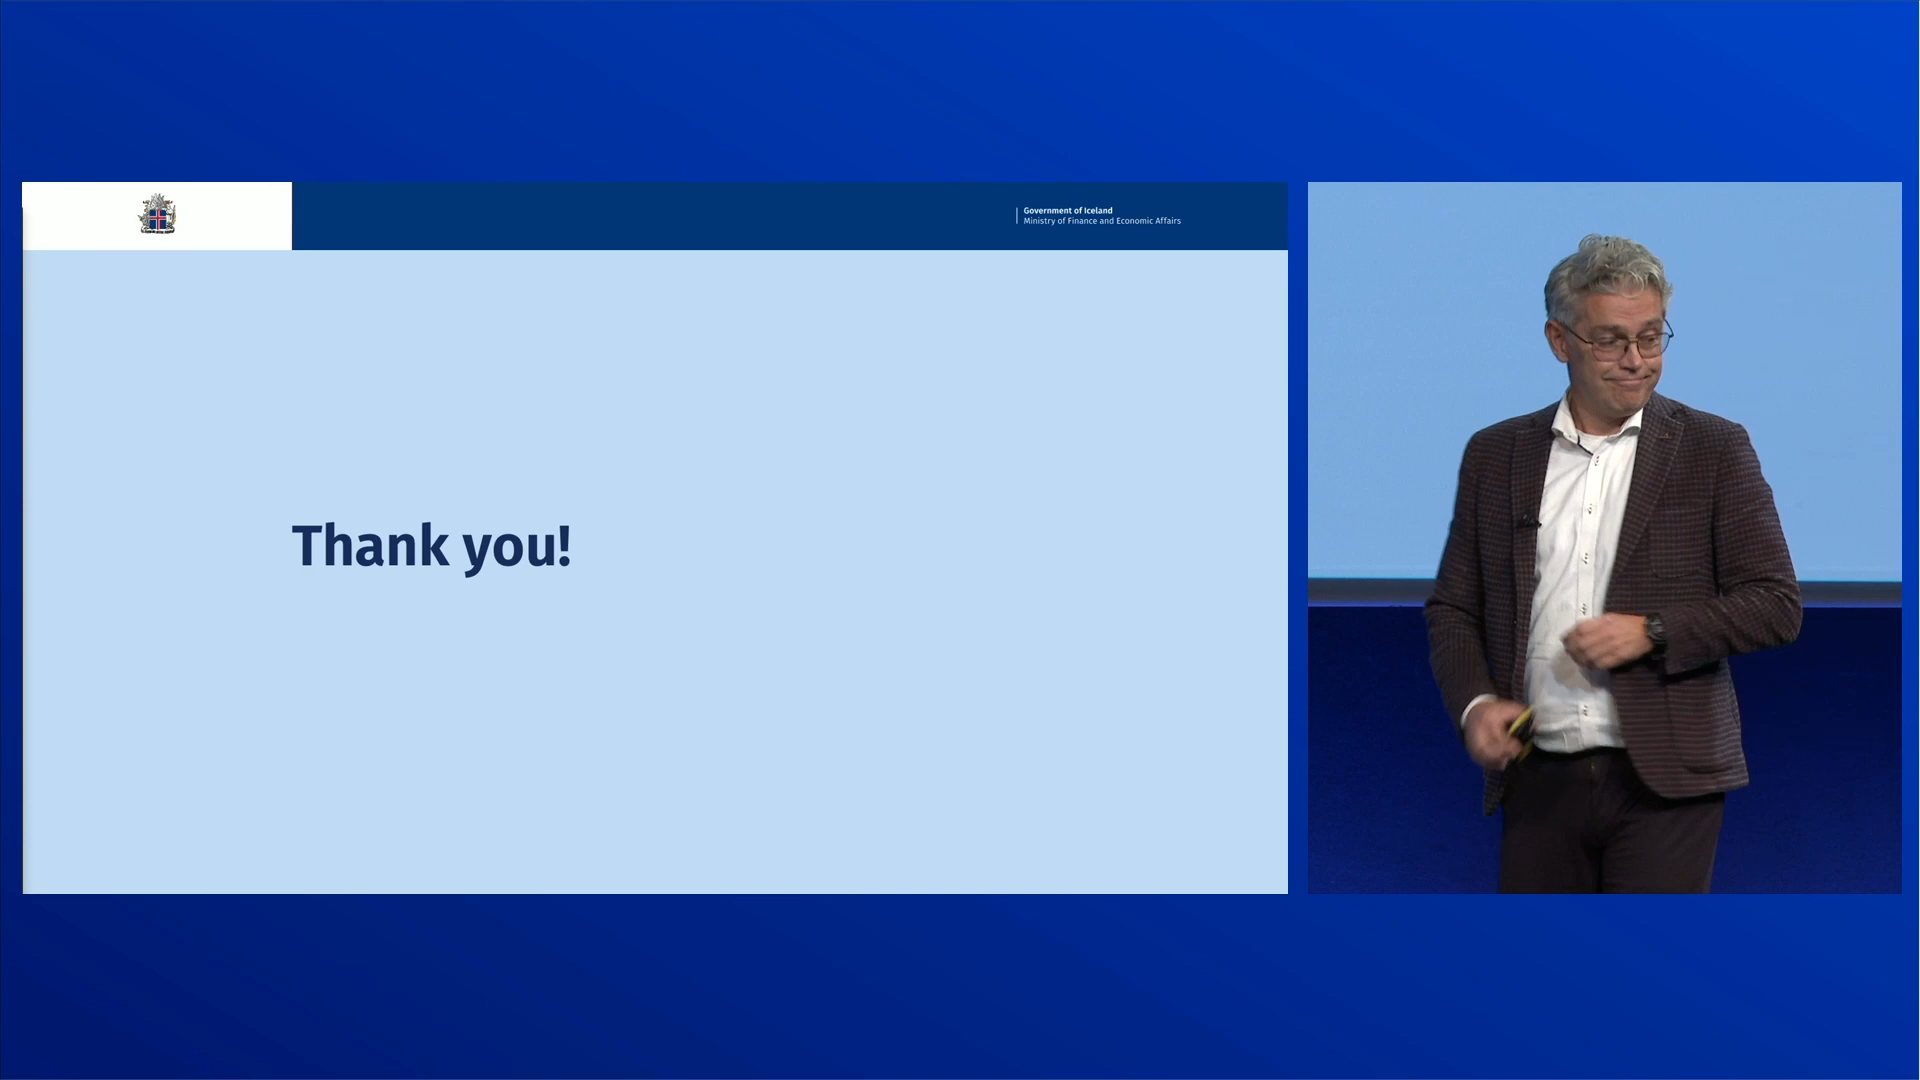 Government of Iceland
Ministry of Finance and Economic Affairs
Thank you!